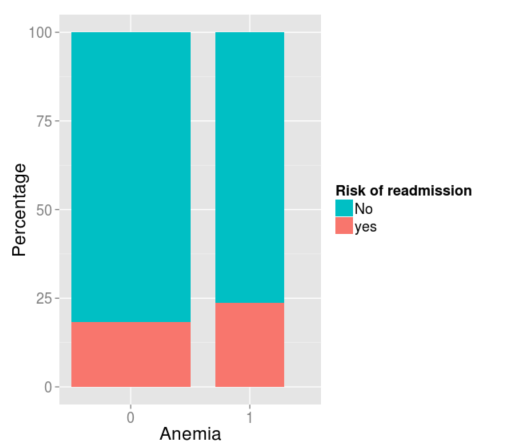 100
75
50
25
0
Percentage
0 1
Anemia
Risk of readmission
No
yes